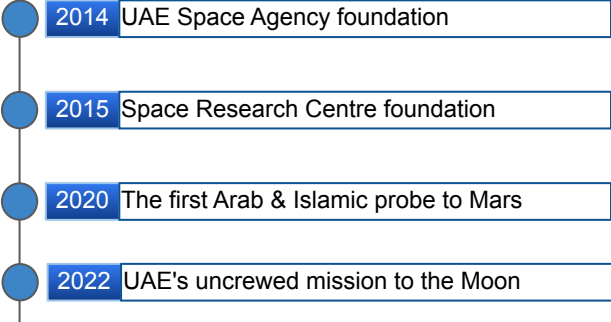 2014 UAE Space Agency foundation
2015 Space Research Centre foundation
2020 The first Arab & Islamic probe to Mars
2022 UAE's uncrewed mission to the Moon